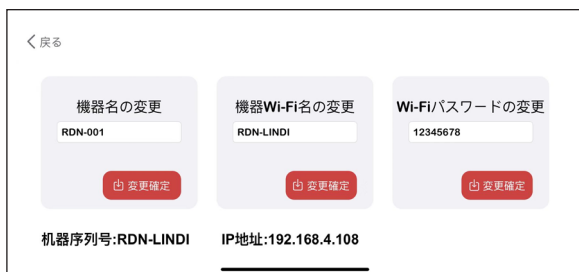 戻る
機器名の変更
RDN-001
変更確定
機器Wi-Fi名の変更
RDN-LINDI
変更確定
Wi-Fiパスワードの変更
12345678
変更確定
机器序列号:RDN-LINDI
IP地址:192.168.4.108